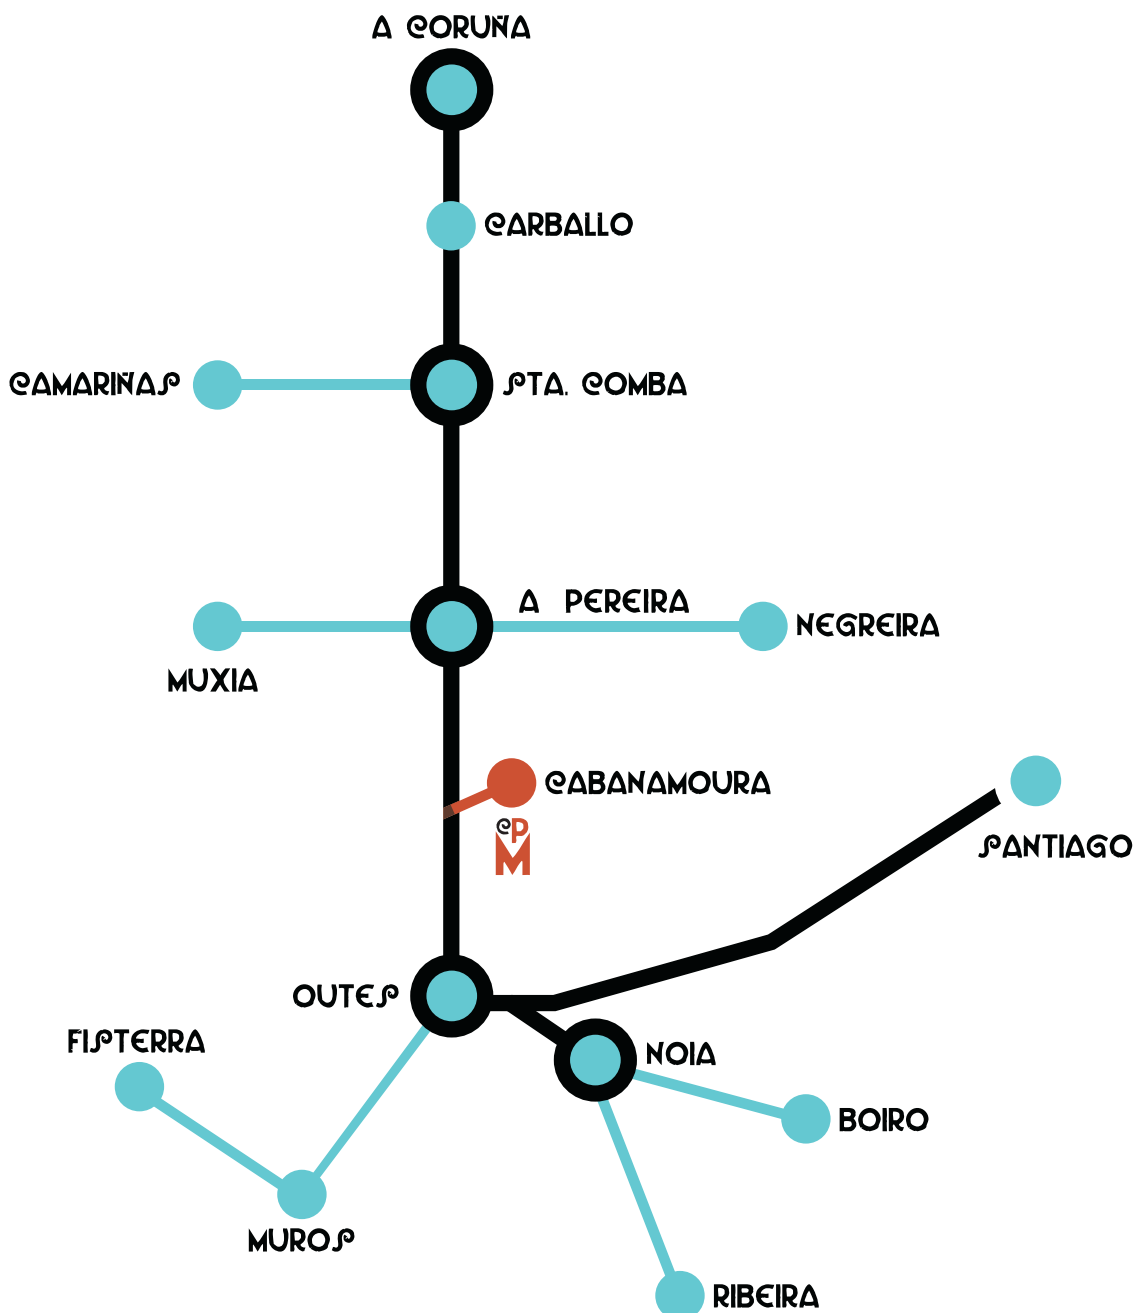 A CORUÑA
CARBALLO
CAMARIÑAS
STA. COMBA
A PEREIRA
NEGREIRA
MUXIA
CABANAMOURA
CPM
SANTIAGO
OUTES
FISTERRA
NOIA
BOIRO
MUROS
RIBEIRA